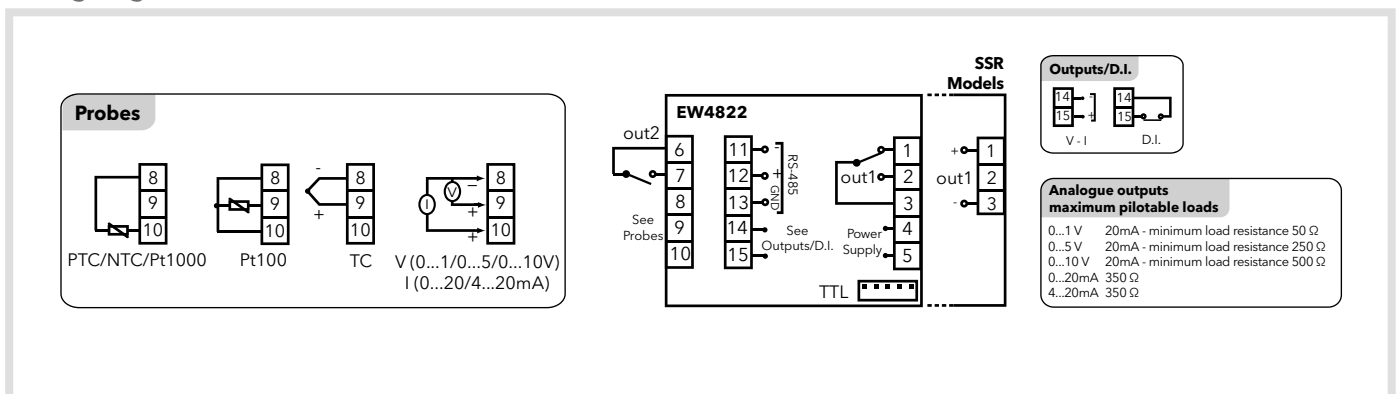 Probes
8
9
10
PTC/NTC/Pt1000
8
9
10
Pt100
-
+
8
9
10
TC
V
I
−
+
+
8
9
10
V (0...1/0...5/0...10V)
I (0...20/4...20mA)
EW4822
out2
6
7
8
9
10
See
Probes
11
12
13
14
15
-
+
GND
RS-485
See
Outputs/D.I.
out1
1
2
3
4
5
Power
Supply
TTL
SSR
Models
+
out1
-
1
2
3
Outputs/D.I.
14
15
-
+
V - I
14
15
D.I.
Analogue outputs
maximum pilotable loads
0...1 V 20mA - minimum load resistance 50 Ω
0...5 V 20mA - minimum load resistance 250 Ω
0...10 V 20mA - minimum load resistance 500 Ω
0...20mA 350 Ω
4...20mA 350 Ω